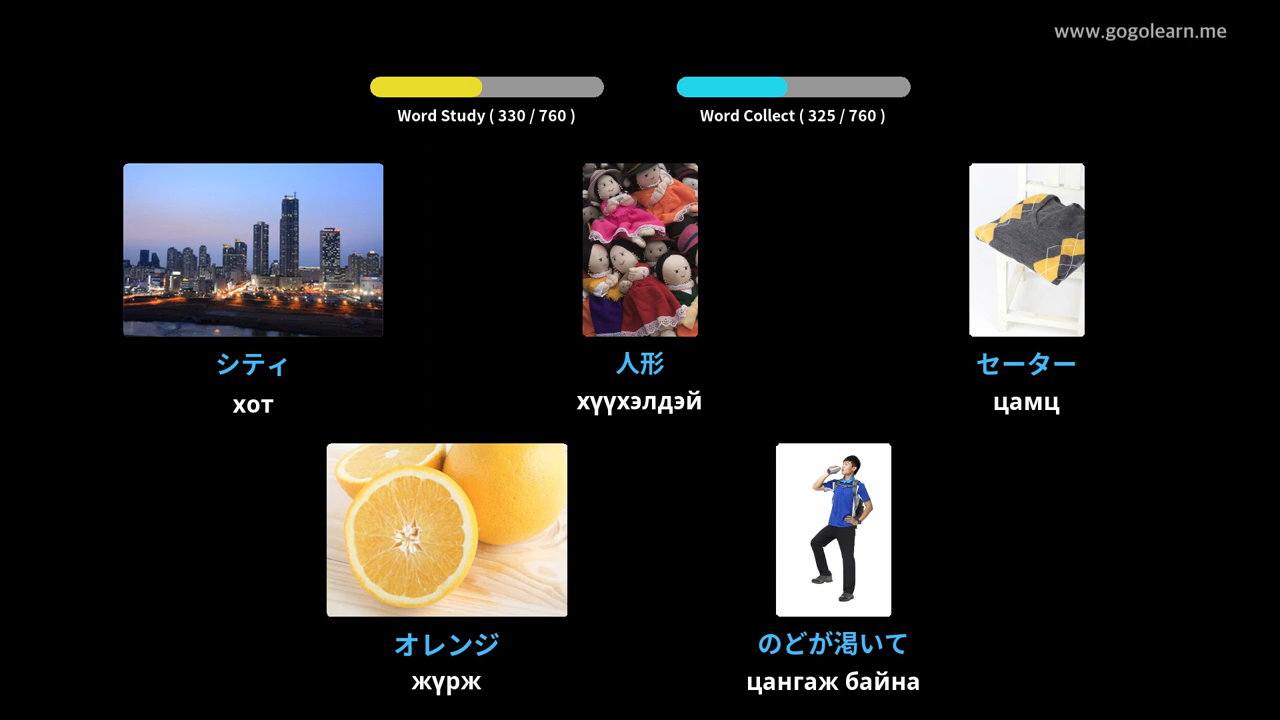 www.gogolearn.me
Word Study ( 330 / 760 )
Word Collect ( 325 / 760 )
シティ
хот
人形
хүүхэлдэй
セーター
цамц
オレンジ
жүрж
のどが渇いて
цангаж байна